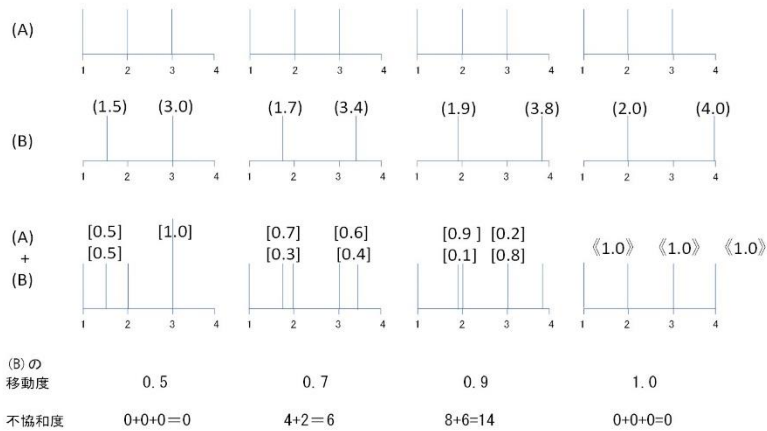 (A)
1 2 3 4 1 2 3 4 1 2 3 4 1 2 3 4
(1.5) (3.0) (1.7) (3.4) (1.9) (3.8) (2.0) (4.0)
(B)
1 2 3 4 1 2 3 4 1 2 3 4 1 2 3 4
(A) [0.5] [1.0] [0.7] [0.6] [0.9 ] [0.2] 《1.0》 《1.0》 《1.0》
+ [0.5] [0.3] [0.4] [0.1] [0.8]
(B)
1 2 3 4 1 2 3 4 1 2 3 4 1 2 3 4
(B)の
移動度 0.5 0.7 0.9 1.0
不協和度 0+0+0=0 4+2=6 8+6=14 0+0+0=0